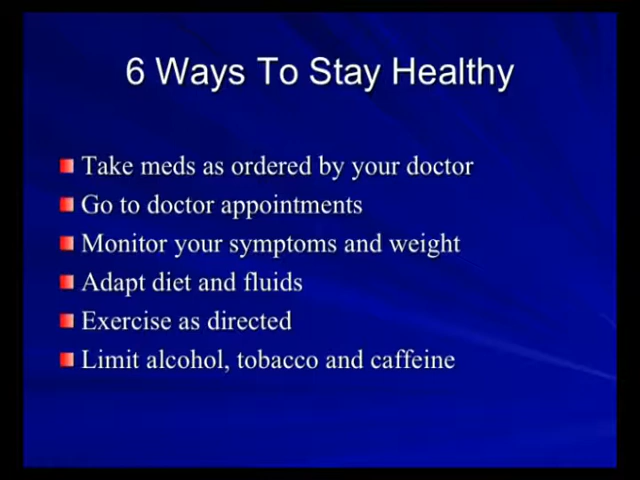 6 Ways To Stay Healthy
Take meds as ordered by your doctor
Go to doctor appointments
Monitor your symptoms and weight
Adapt diet and fluids
Exercise as directed
Limit alcohol, tobacco and caffeine